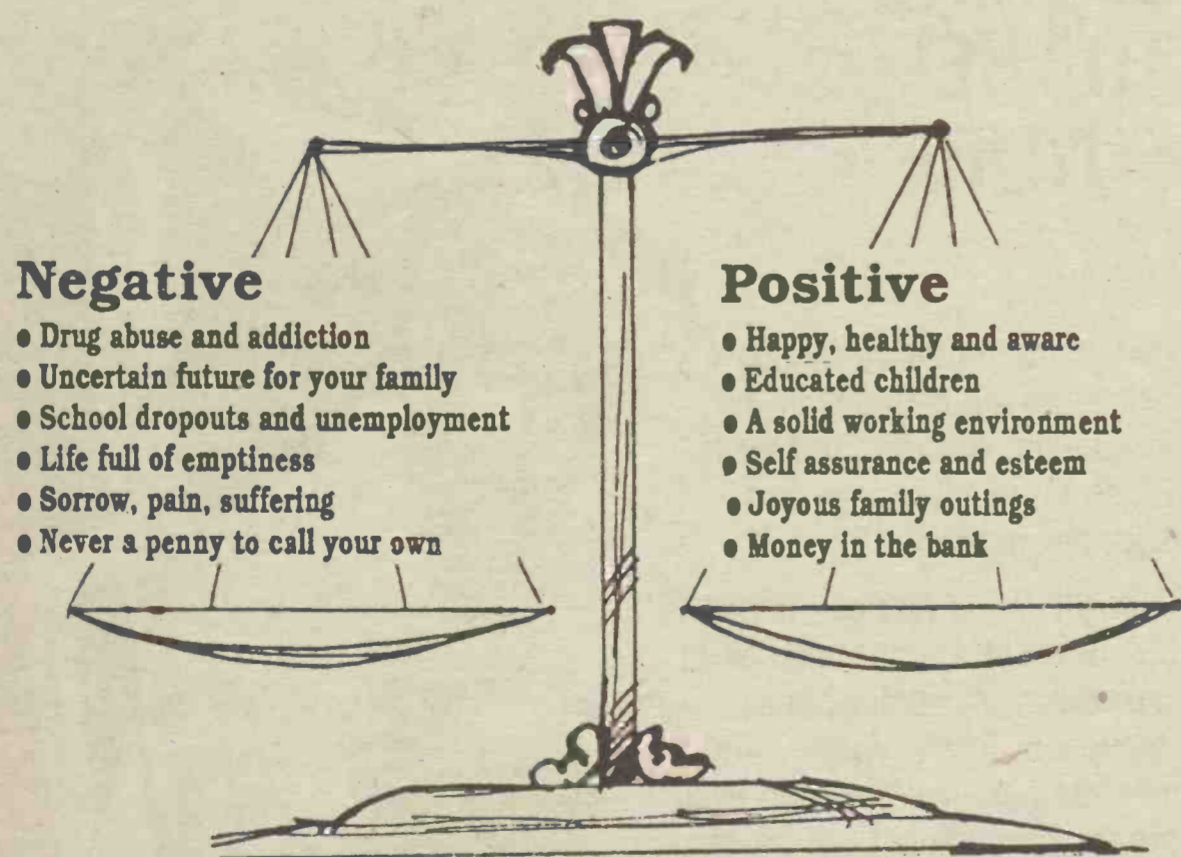 Negative
• Drug abuse and addiction
• Uncertain future for your family
• School dropouts and unemployment
• Life full of emptiness
• Sorrow, pain, suffering
• Never a penny to call your own
Positive
• Happy, healthy and aware
• Educated children
• A solid working environment
• Self assurance and esteem
• Joyous family outings
• Money in the bank